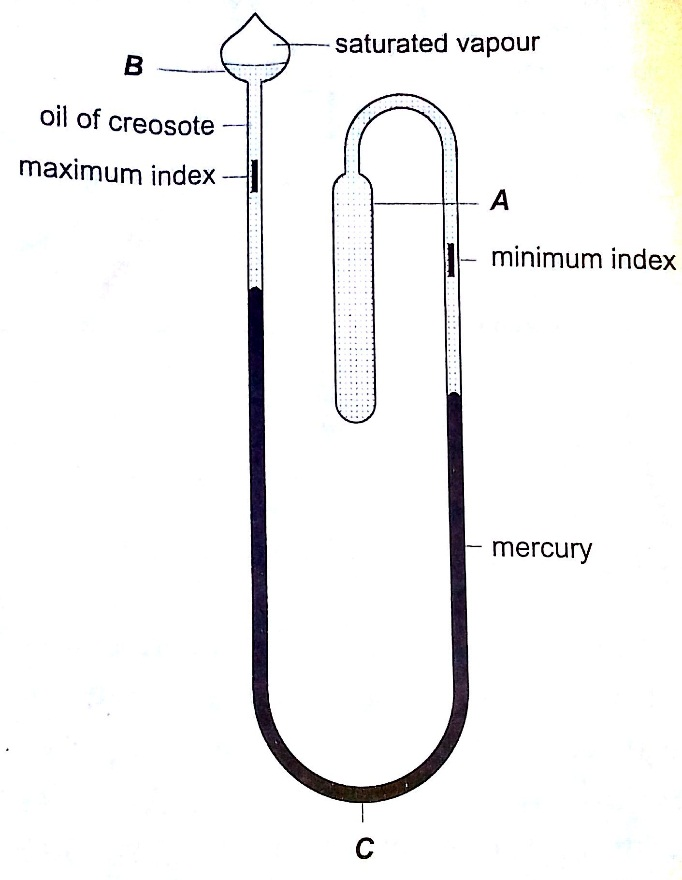 saturated vapour
B
oil of creosote
maximum index
A
minimum index
mercury
C